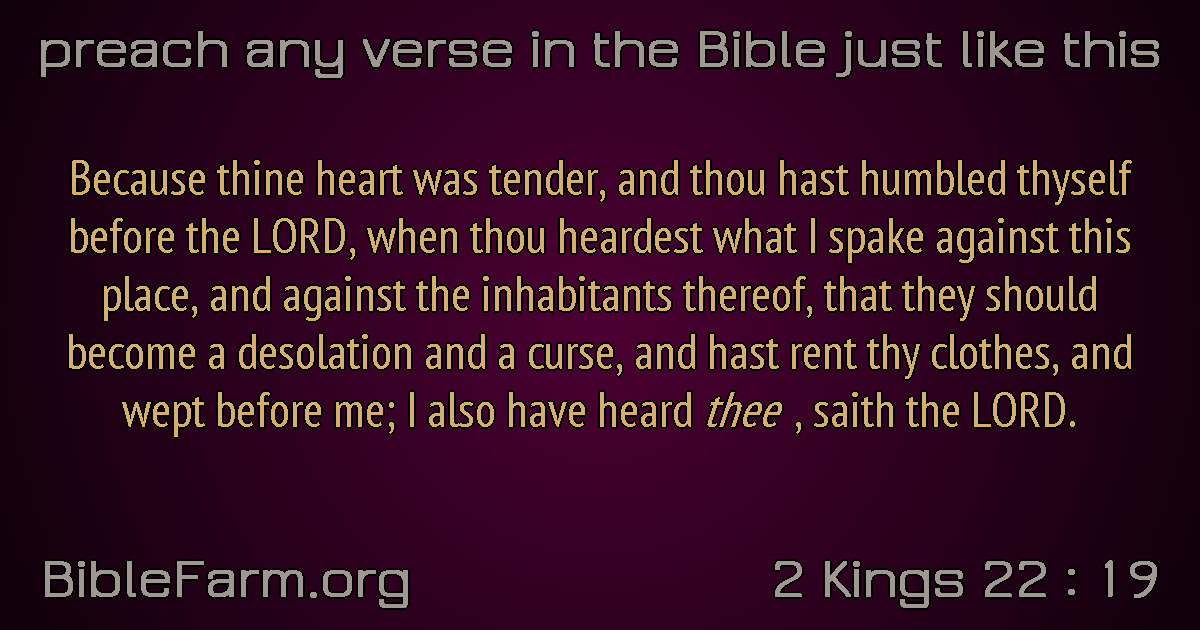 preach any verse in the Bible just like this
Because thine heart was tender, and thou hast humbled thyself
before the LORD, when thou heardest what I spake against this
place, and against the inhabitants thereof, that they should
become a desolation and a curse, and hast rent thy clothes, and
wept before me; I also have heard thee , saith the LORD.
BibleFarm.org
2 Kings 22 : 19